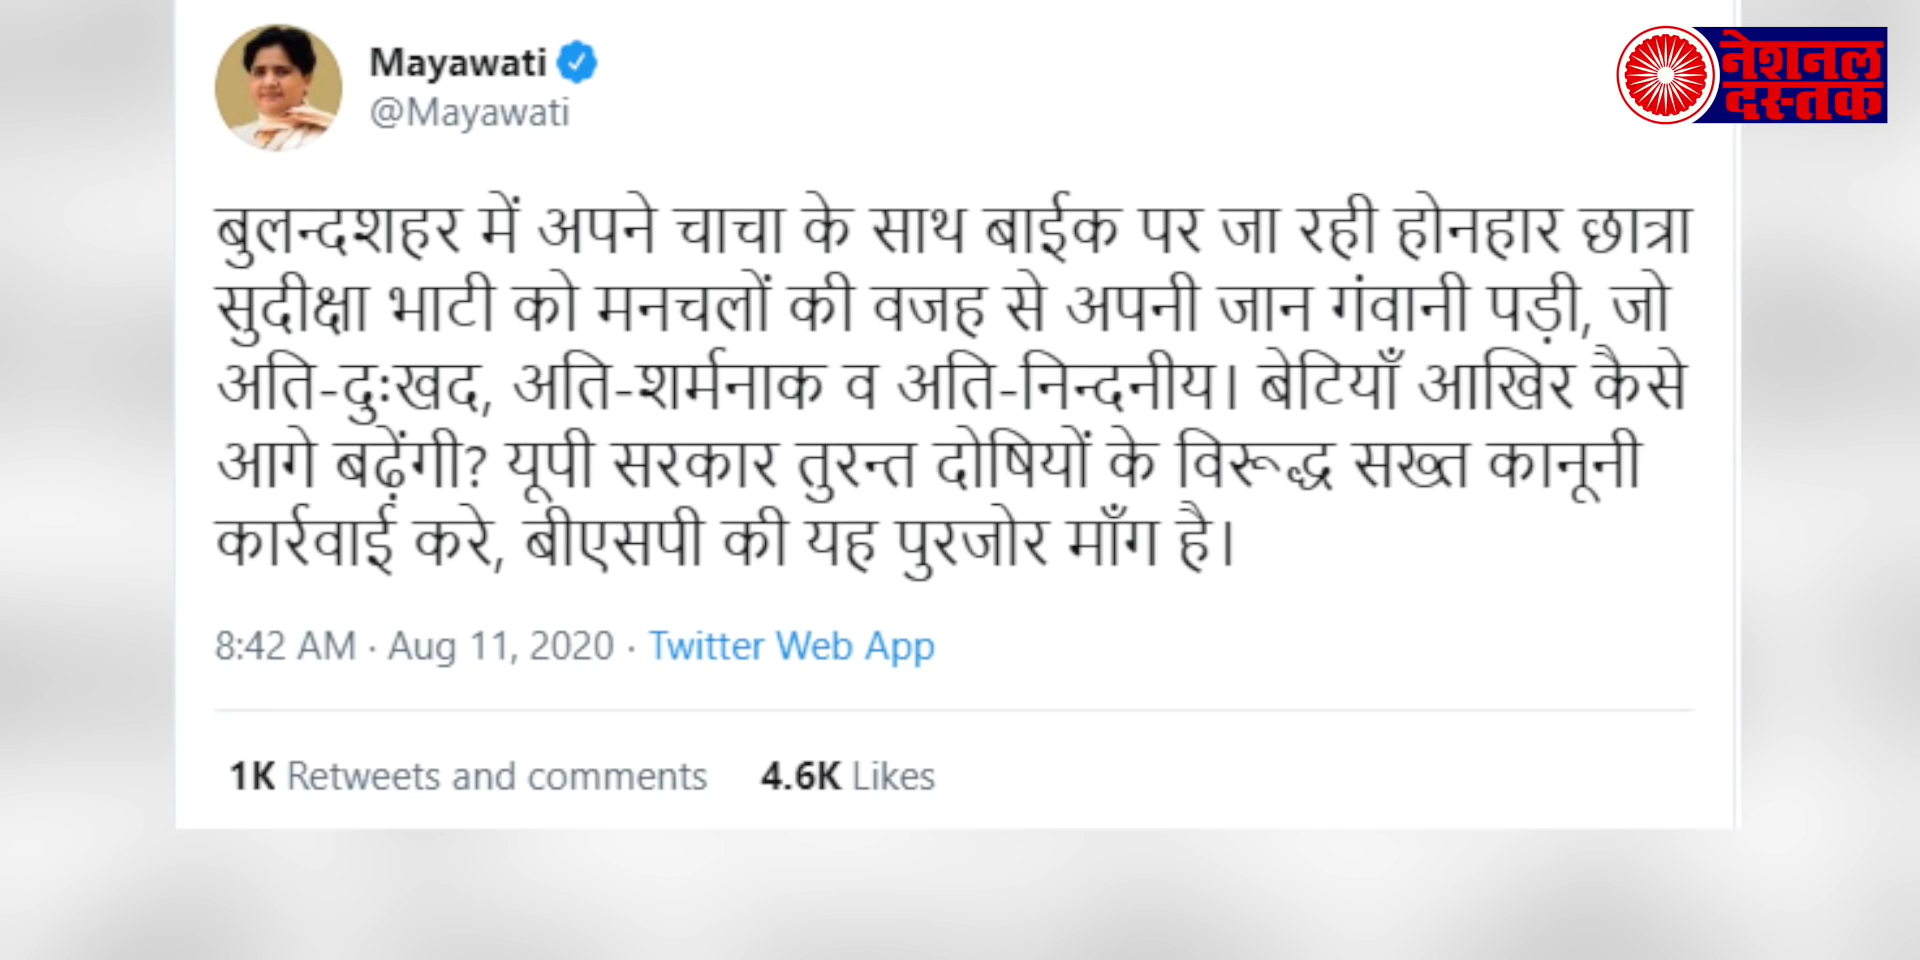 Mayawati
@Mayawati
नेशनल
दस्तक
बुलन्दशहर में अपने चाचा के साथ बाईक पर जा रही होनहार छात्रा
सुदीक्षा भाटी को मनचलों की वजह से अपनी जान गंवानी पड़ी, जो
अति-दुःखद, अति-शर्मनाक व अति-निन्दनीय। बेटियाँ आखिर कैसे
आगे बढ़ेंगी? यूपी सरकार तुरन्त दोषियों के विरूद्ध सख्त कानूनी
कार्रवाई करे, बीएसपी की यह पुरजोर माँग है।
8:42 AM · Aug 11, 2020 · Twitter Web App
1K Retweets and comments 4.6K Likes